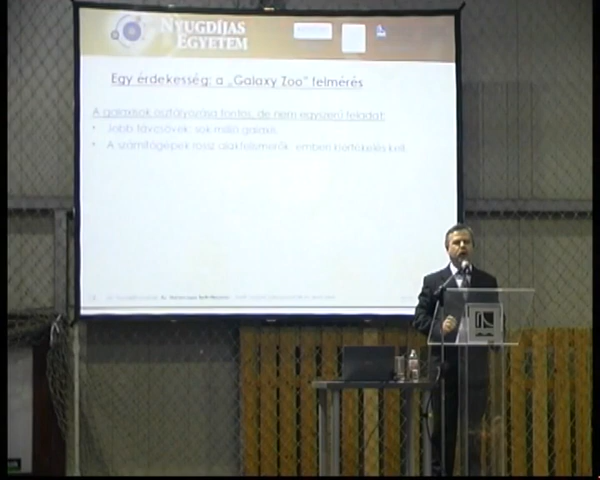 NYUGDÍJAS
EGYETEM
Egy érdekesség: a „Galaxy Zoo” felmérés
A galaxisok osztályozása fontos, de nem egyszerű feladat:
• Jobb távcsövek: sok millió galaxis
• A számítógépek rossz alakfelismerők: emberi kiértékelés kell